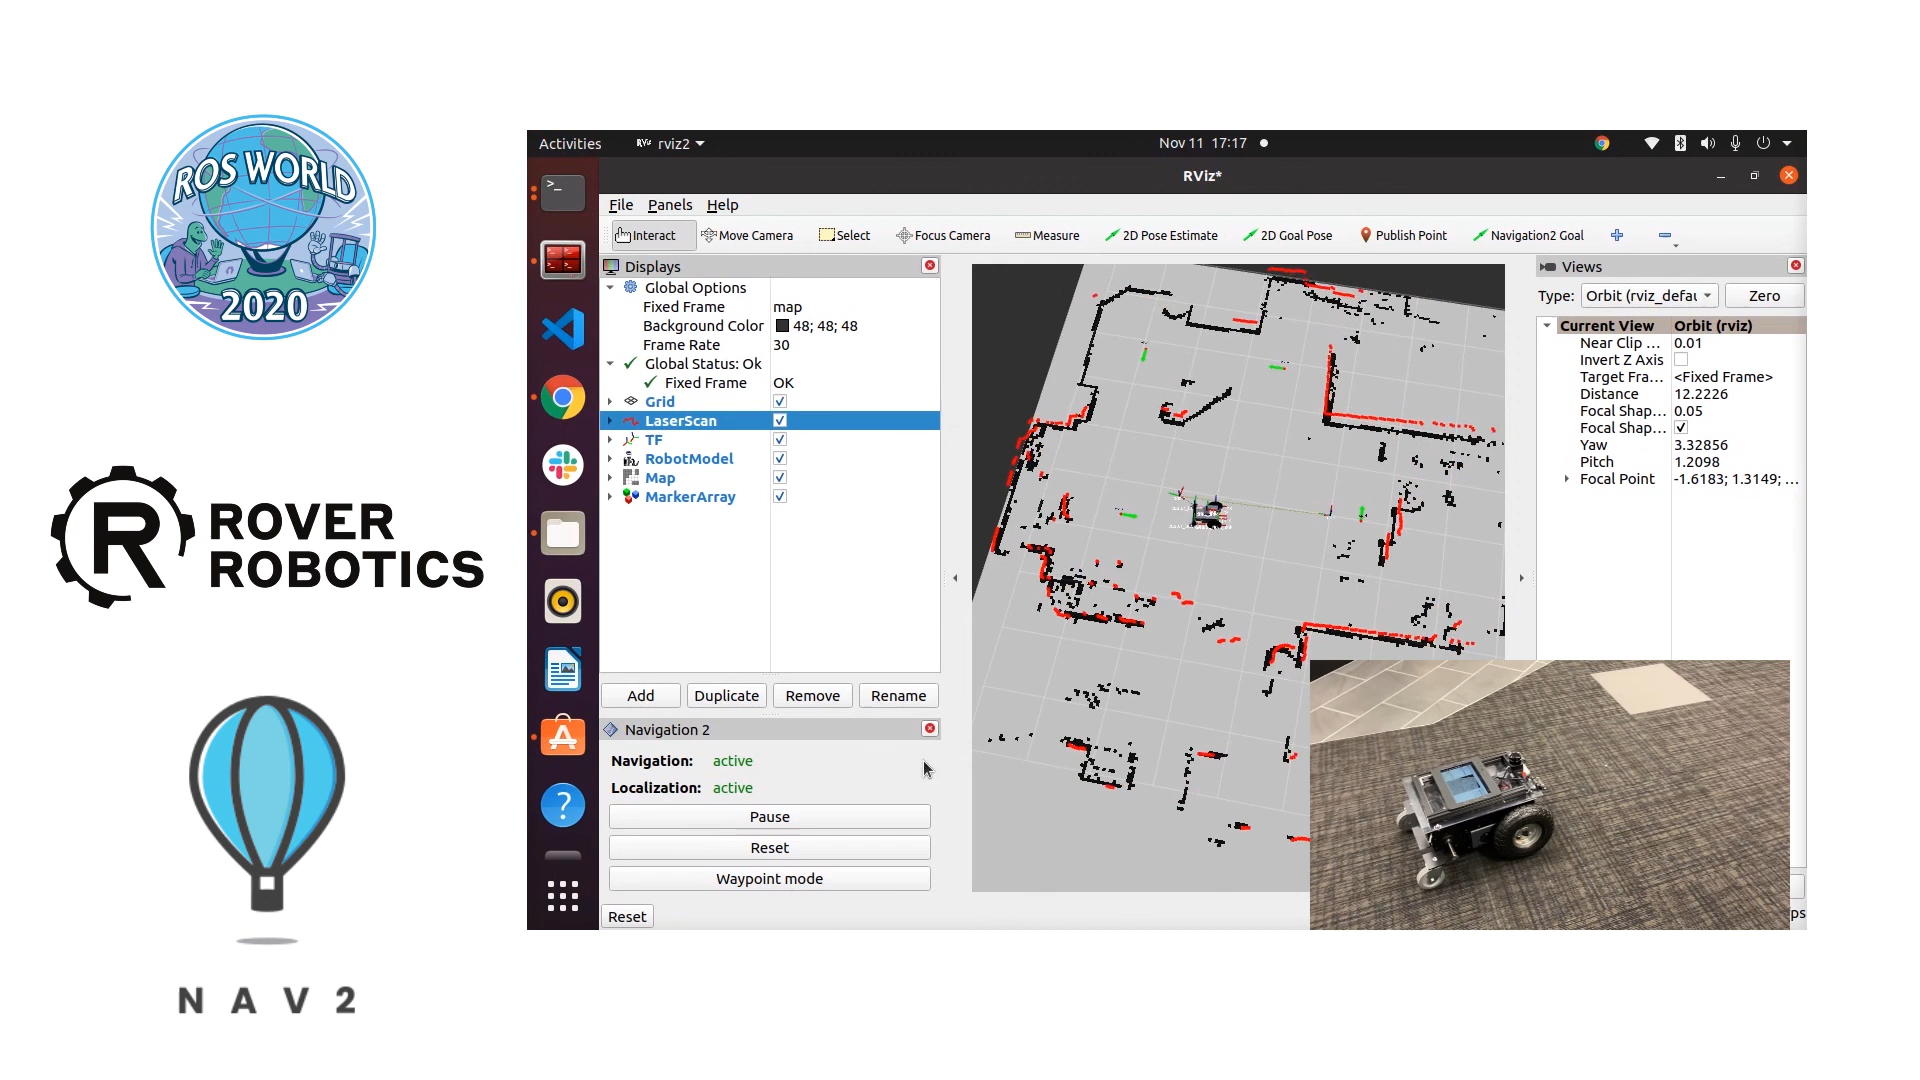 ROS WORLD
2020
R
ROVER
ROBOTICS
NAV2
Activities
RViz rviz2
Nov 11 17:17
RViz*
File Panels Help
Interact Move Camera Select Focus Camera Measure 2D Pose Estimate 2D Goal Pose Publish Point Navigation2 Goal
Displays
Global Options
Fixed Frame map
Background Color 48; 48; 48
Frame Rate 30
Global Status: Ok
Fixed Frame OK
Grid
LaserScan
TF
RobotModel
Map
MarkerArray
Add Duplicate Remove Rename
Navigation 2
Navigation: active
Localization: active
Pause
Reset
Waypoint mode
Reset
Views
Type: Orbit (rviz_defau Zero
Current View Orbit (rviz)
Near Clip ... 0.01
Invert Z Axis
Target Fra... <Fixed Frame>
Distance 12.2226
Focal Shap... 0.05
Focal Shap...
Yaw 3.32856
Pitch 1.2098
Focal Point -1.6183; 1.3149; ...
ps